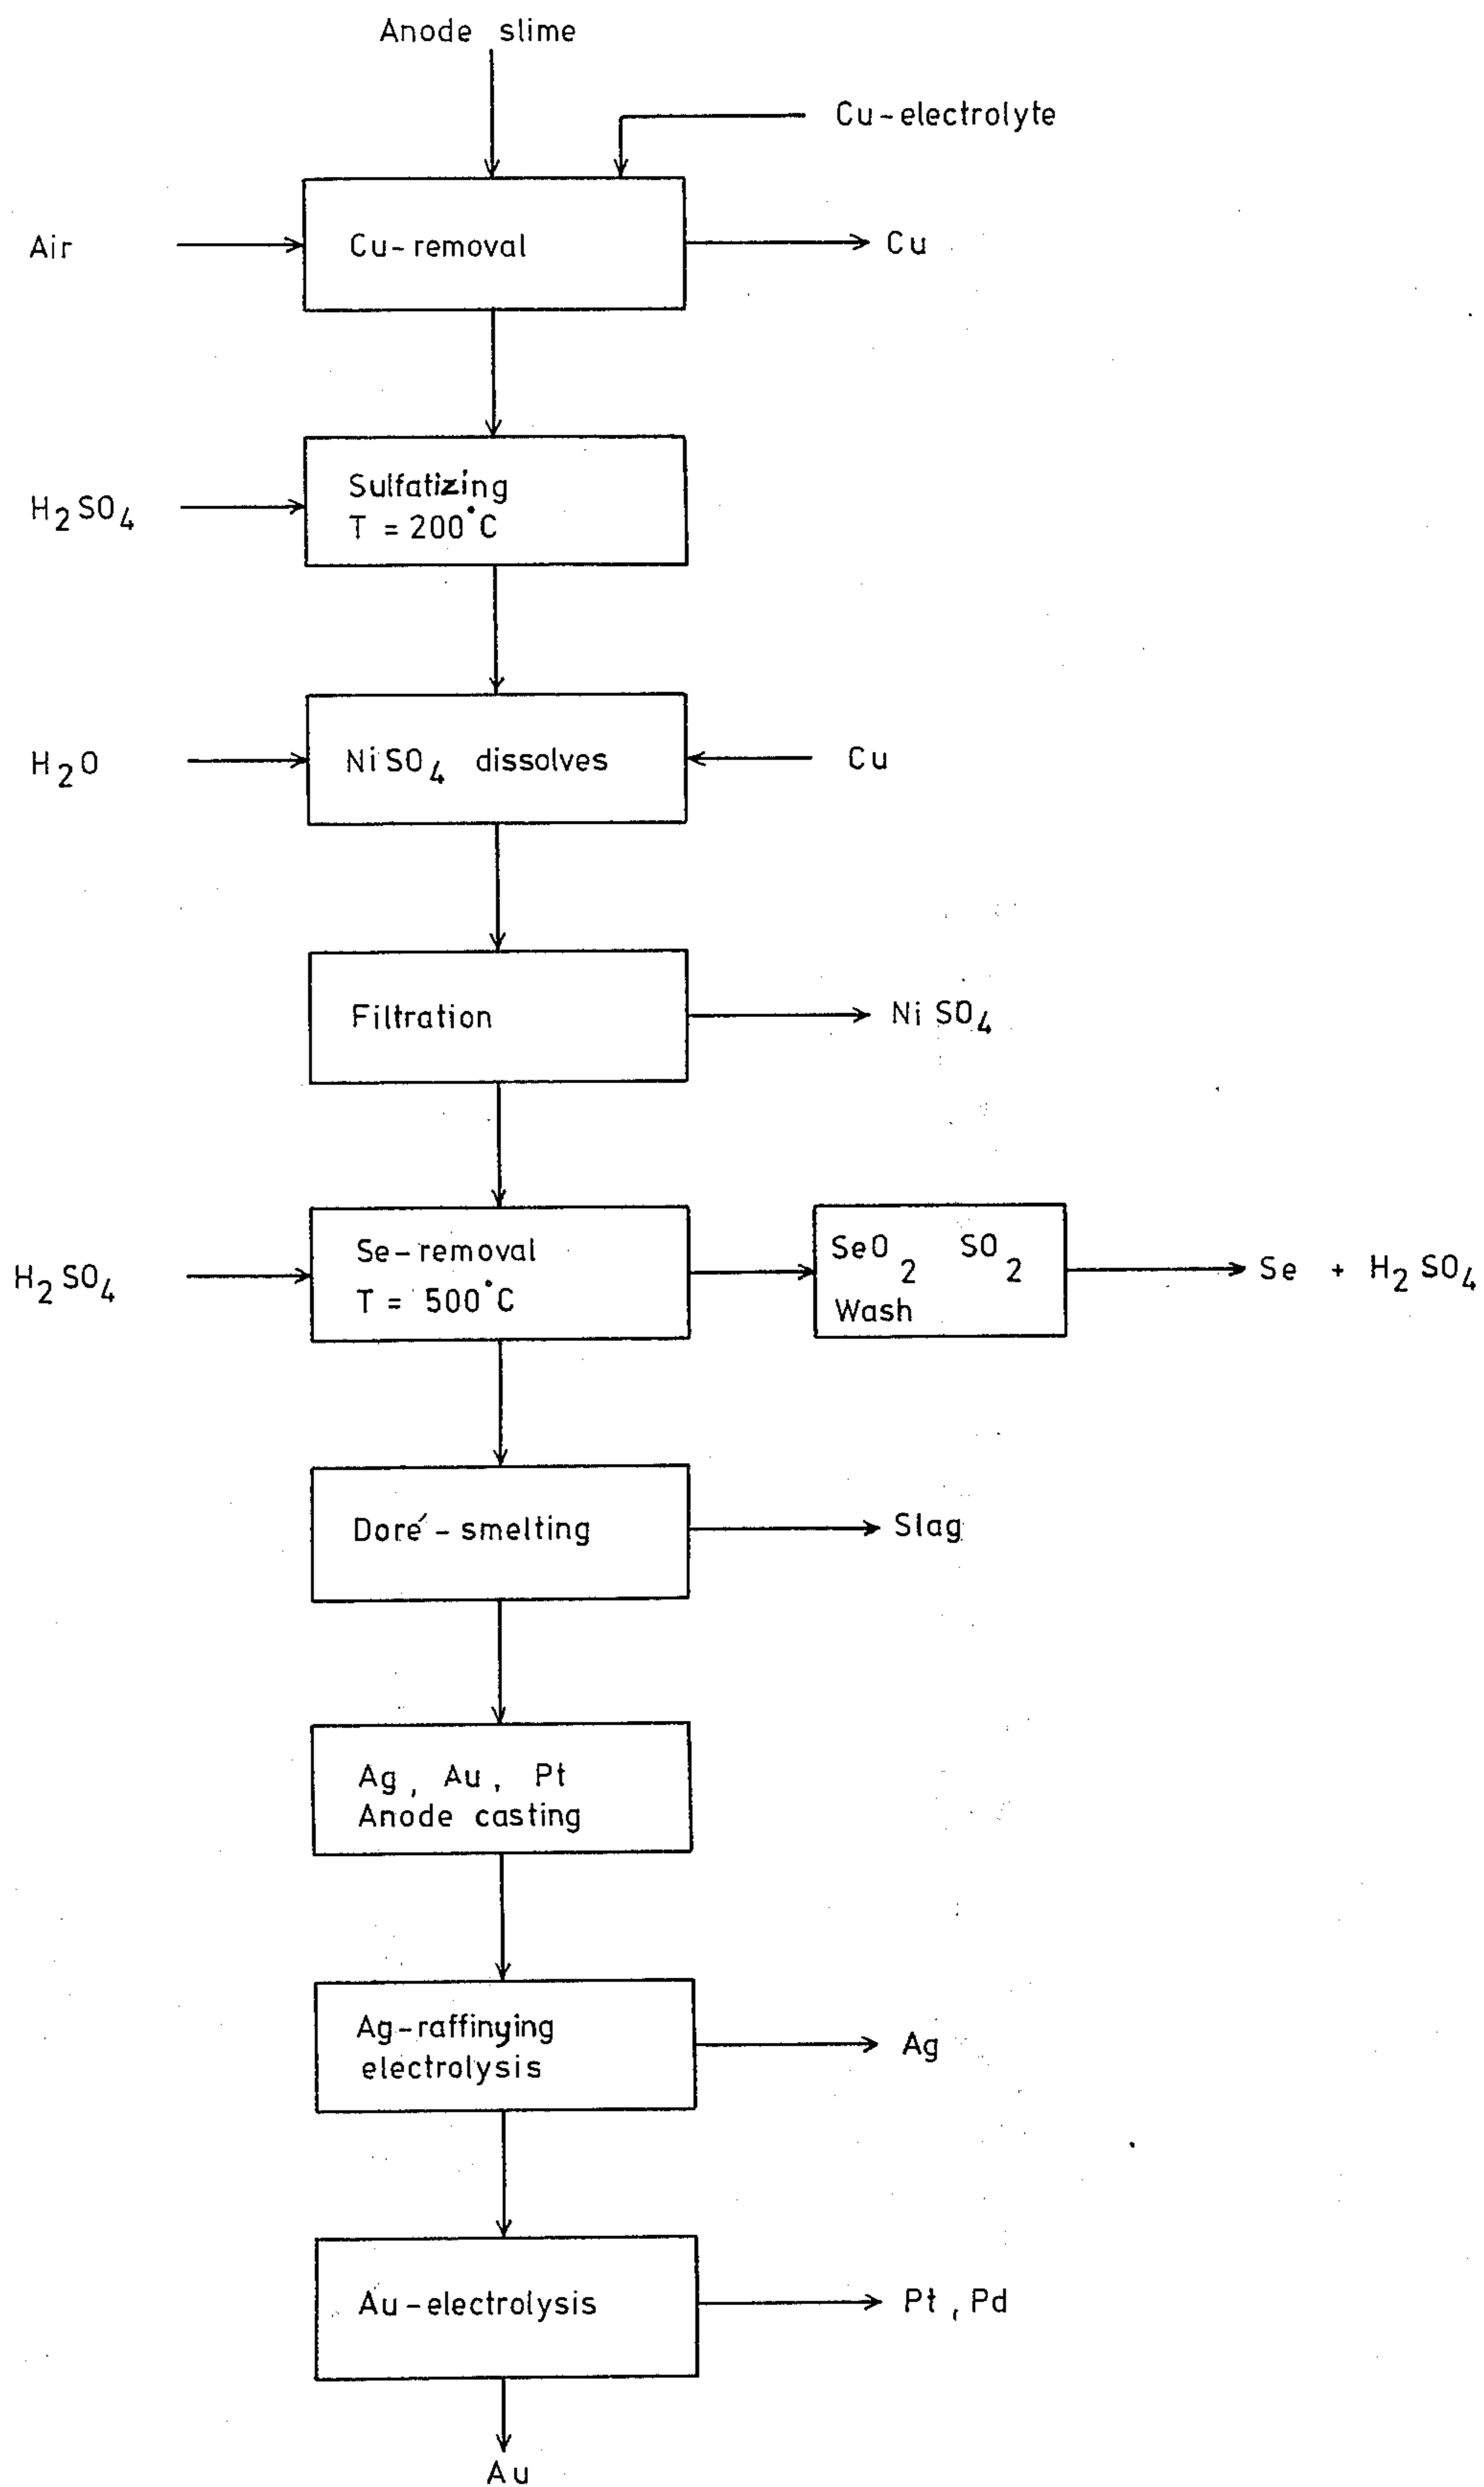 Anode slime
Cu-electrolyte
Air
Cu-removal
Cu
H2SO4
Sulfatizing
T = 200°C
H2O
NiSO4 dissolves
Cu
Filtration
NiSO4
H2SO4
Se-removal
T = 500°C
SeO2 SO2
Wash
Se + H2SO4
Doré-smelting
Slag
Ag, Au, Pt
Anode casting
Ag-raffinying
electrolysis
Ag
Au-electrolysis
Pt, Pd
Au